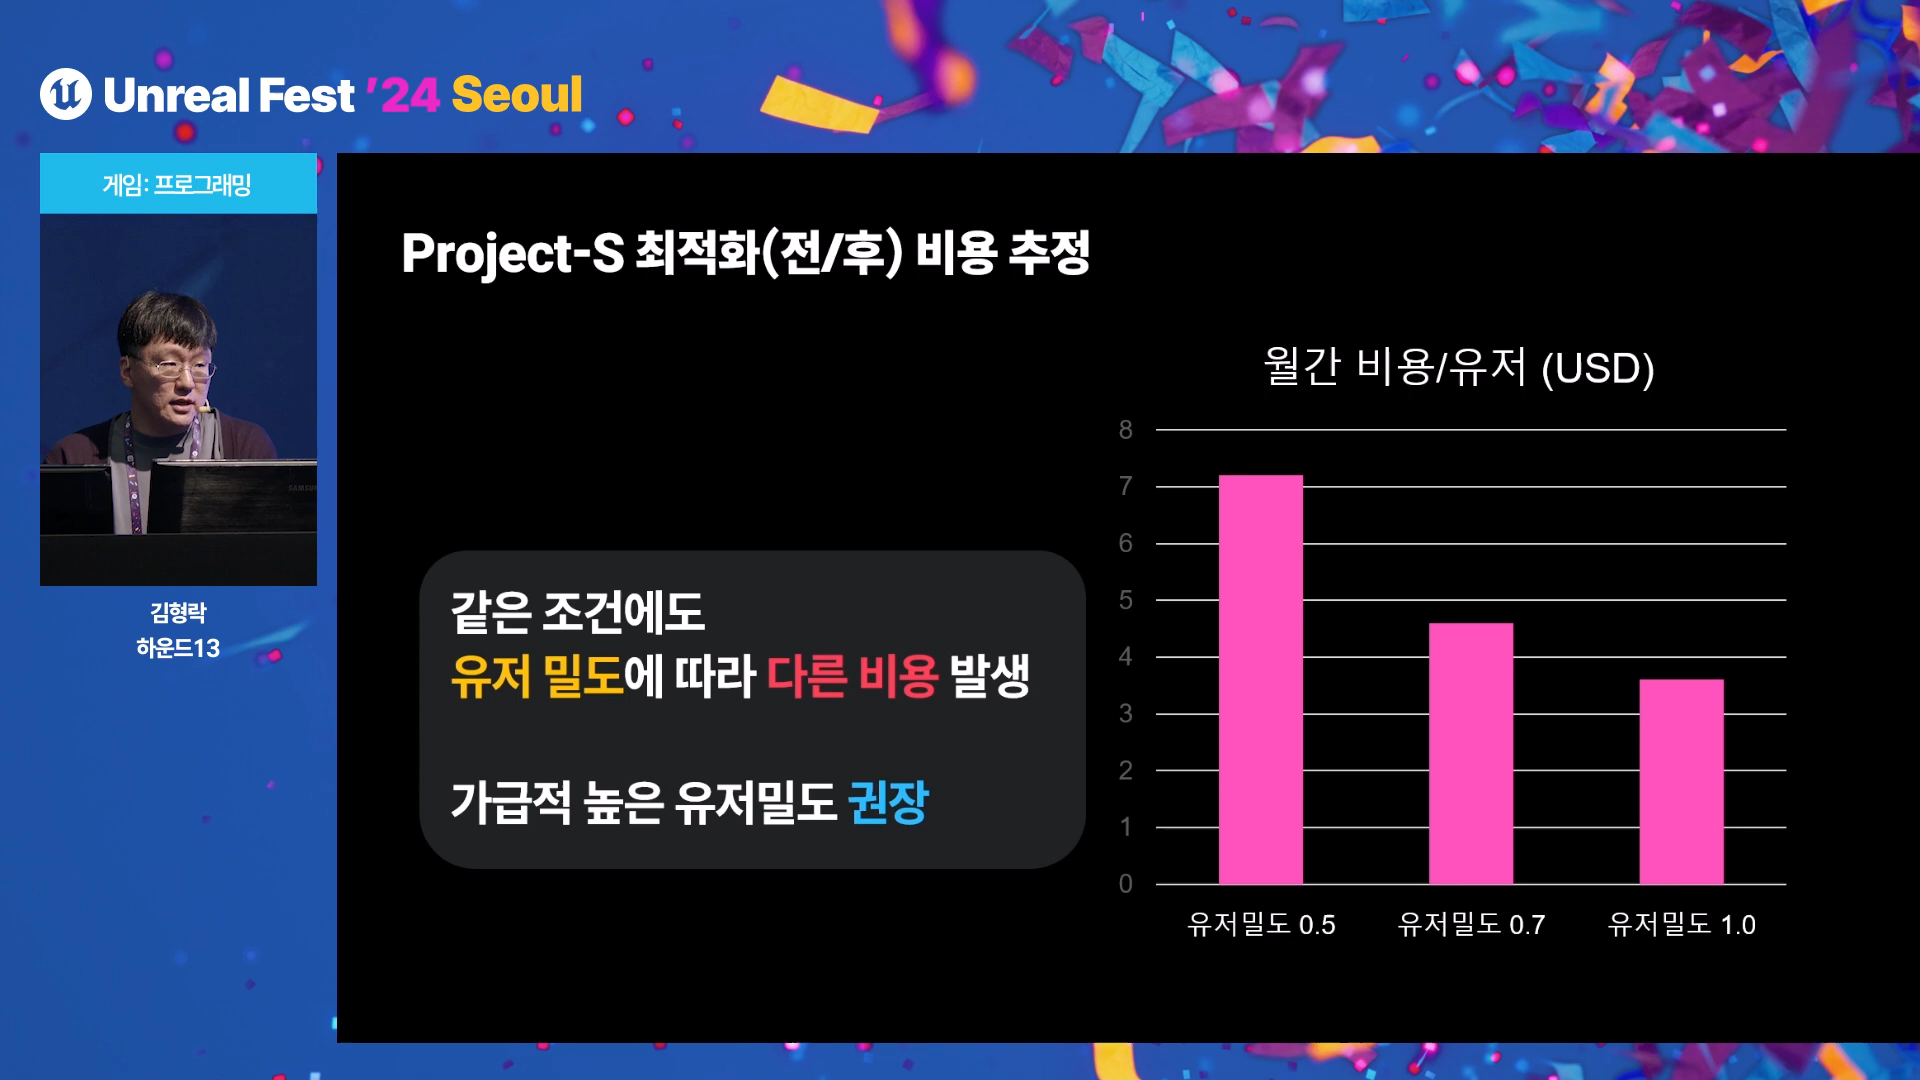 Unreal Fest '24 Seoul
게임: 프로그래밍
SAMSUNG
김형락
하운드13
Project-S 최적화(전/후) 비용 추정
같은 조건에도
유저 밀도에 따라 다른 비용 발생
가급적 높은 유저밀도 권장
월간 비용/유저 (USD)
8
7
6
5
4
3
2
1
0
유저밀도 0.5
유저밀도 0.7
유저밀도 1.0